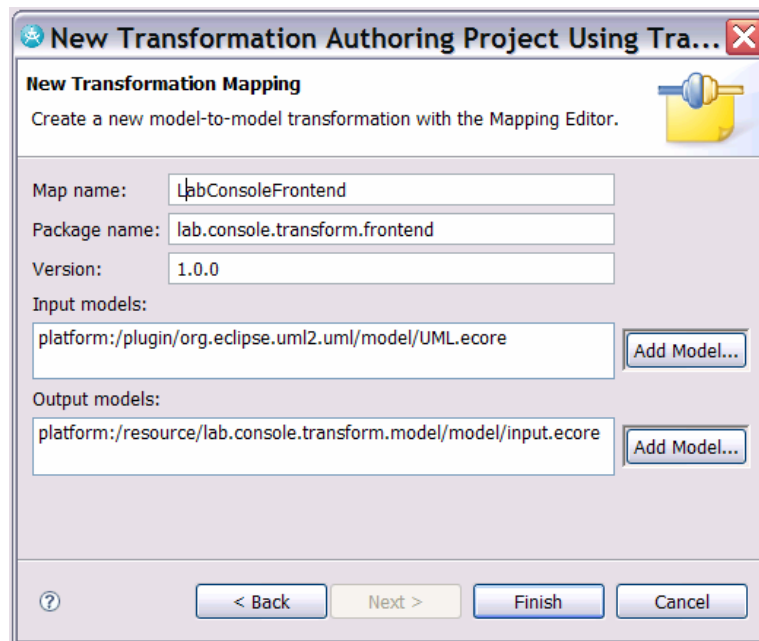 New Transformation Authoring Project Using Tra...
New Transformation Mapping
Create a new model-to-model transformation with the Mapping Editor.
Map name: LabConsoleFrontend
Package name: lab.console.transform.frontend
Version: 1.0.0
Input models:
platform:/plugin/org.eclipse.uml2.uml/model/UML.ecore
Add Model...
Output models:
platform:/resource/lab.console.transform.model/model/input.ecore
Add Model...
? < Back Next > Finish Cancel